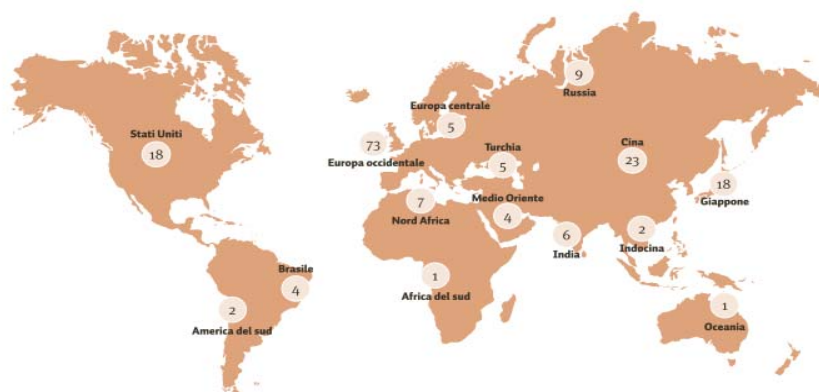 9
Russia
Europa centrale
5
Stati Uniti
18
73
Europa occidentale
Turchia
5
Cina
23
18
Giappone
7
Nord Africa
Medio Oriente
4
6
India
2
Indocina
Brasile
4
1
Africa del sud
2
America del sud
1
Oceania